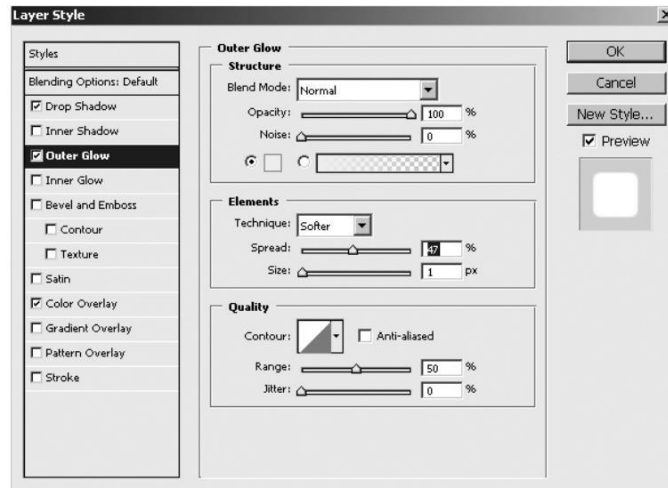 Layer Style
Styles
Blending Options: Default
Drop Shadow
Inner Shadow
Outer Glow
Inner Glow
Bevel and Emboss
Contour
Texture
Satin
Color Overlay
Gradient Overlay
Pattern Overlay
Stroke
Outer Glow
Structure
Blend Mode: Normal
Opacity: 100 %
Noise: 0 %
Elements
Technique: Softer
Spread: 47 %
Size: 1 px
Quality
Contour: Anti-aliased
Range: 50 %
Jitter: 0 %
OK
Cancel
New Style...
Preview